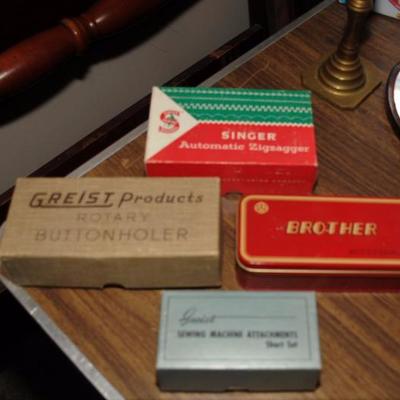 SINGER
Automatic Zigzagger
GREIST Products
ROTARY
BUTTONHOLER
BROTHER
Greist
SEWING MACHINE ATTACHMENTS
Short Set